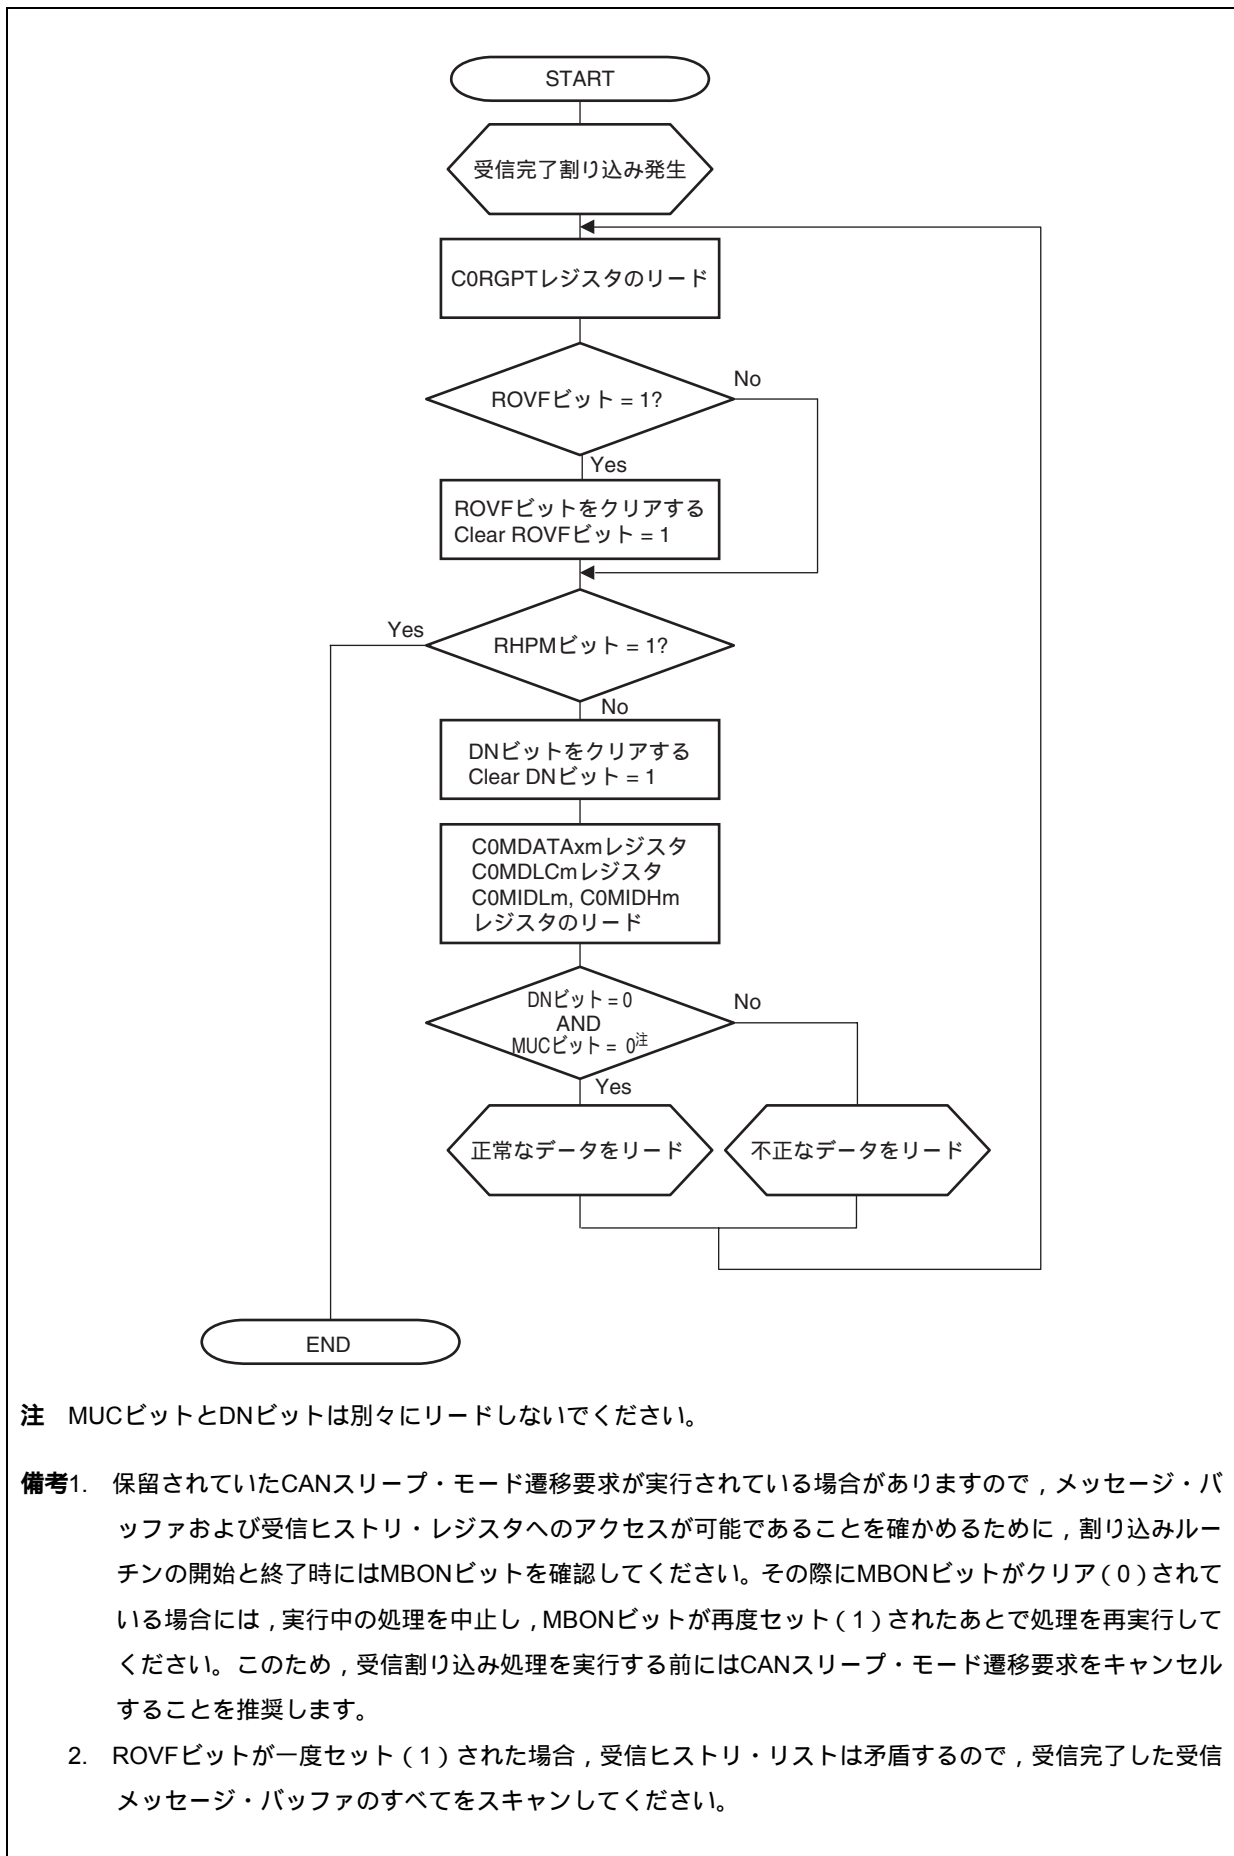 START
受信完了割り込み発生
C0RGPTレジスタのリード
No
ROVFビット = 1?
Yes
ROVFビットをクリアする
Clear ROVFビット = 1
Yes
RHPMビット = 1?
No
DNビットをクリアする
Clear DNビット = 1
C0MDATAxmレジスタ
C0MDLCmレジスタ
C0MIDLm, C0MIDHm
レジスタのリード
DNビット = 0
No
AND
MUCビット = 0注
Yes
正常なデータをリード
不正なデータをリード
END
注 MUCビットとDNビットは別々にリードしないでください。
備考1. 保留されていたCANスリープ・モード遷移要求が実行されている場合がありますので，メッセージ・バ
ッファおよび受信ヒストリ・レジスタへのアクセスが可能であることを確かめるために，割り込みルー
チンの開始と終了時にはMBONビットを確認してください。その際にMBONビットがクリア（0）されて
いる場合には，実行中の処理を中止し，MBONビットが再度セット（1）されたあとで処理を再実行して
ください。このため，受信割り込み処理を実行する前にはCANスリープ・モード遷移要求をキャンセル
することを推奨します。
2. ROVFビットが一度セット（1）された場合，受信ヒストリ・リストは矛盾するので，受信完了した受信
メッセージ・バッファのすべてをスキャンしてください。